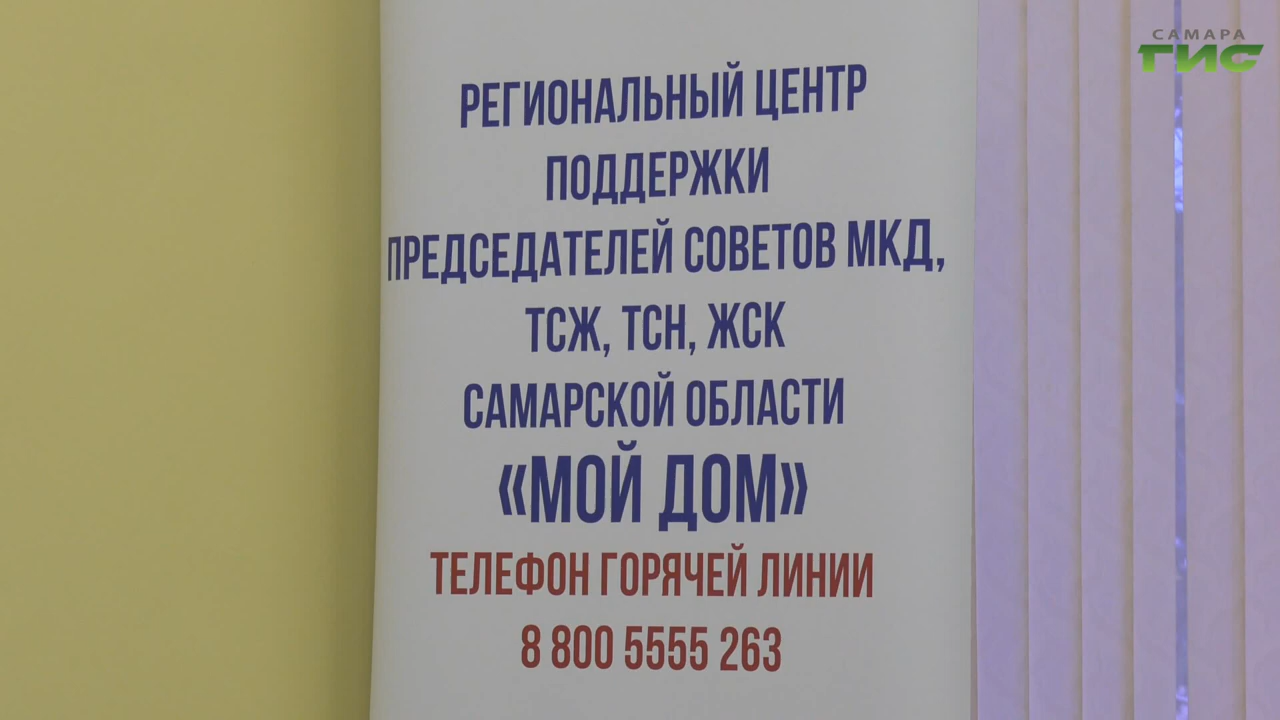 САМАРА
ГИС
РЕГИОНАЛЬНЫЙ ЦЕНТР
ПОДДЕРЖКИ
ПРЕДСЕДАТЕЛЕЙ СОВЕТОВ МКД,
ТСЖ, ТСН, ЖСК
САМАРСКОЙ ОБЛАСТИ
«МОЙ ДОМ»
ТЕЛЕФОН ГОРЯЧЕЙ ЛИНИИ
8 800 5555 263